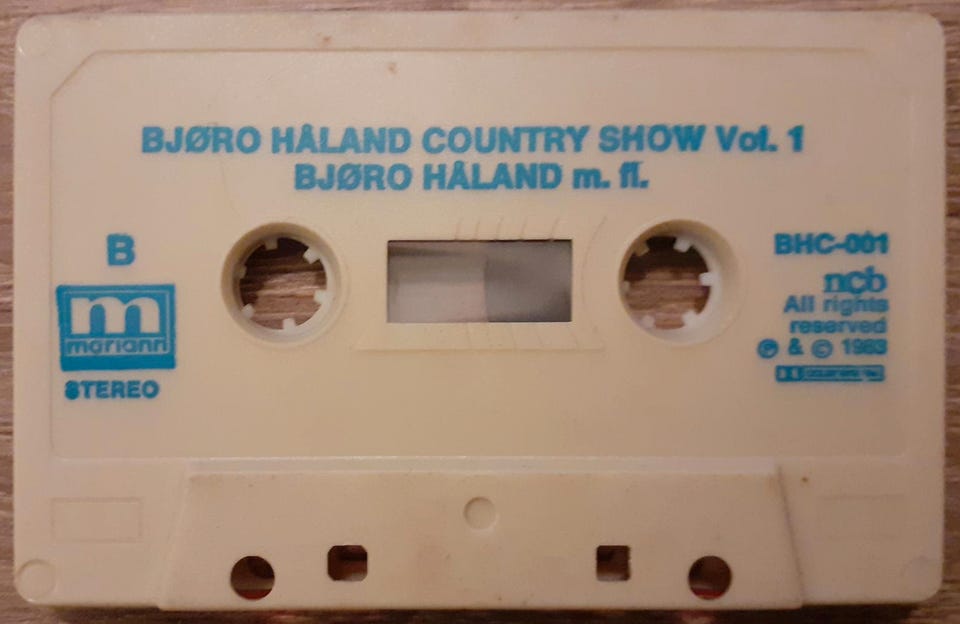 BJØRO HÅLAND COUNTRY SHOW Vol. 1
BJØRO HÅLAND m. fl.
B
m
mariann
STEREO
BHC-001
ncb
All rights
reserved
℗ & © 1983